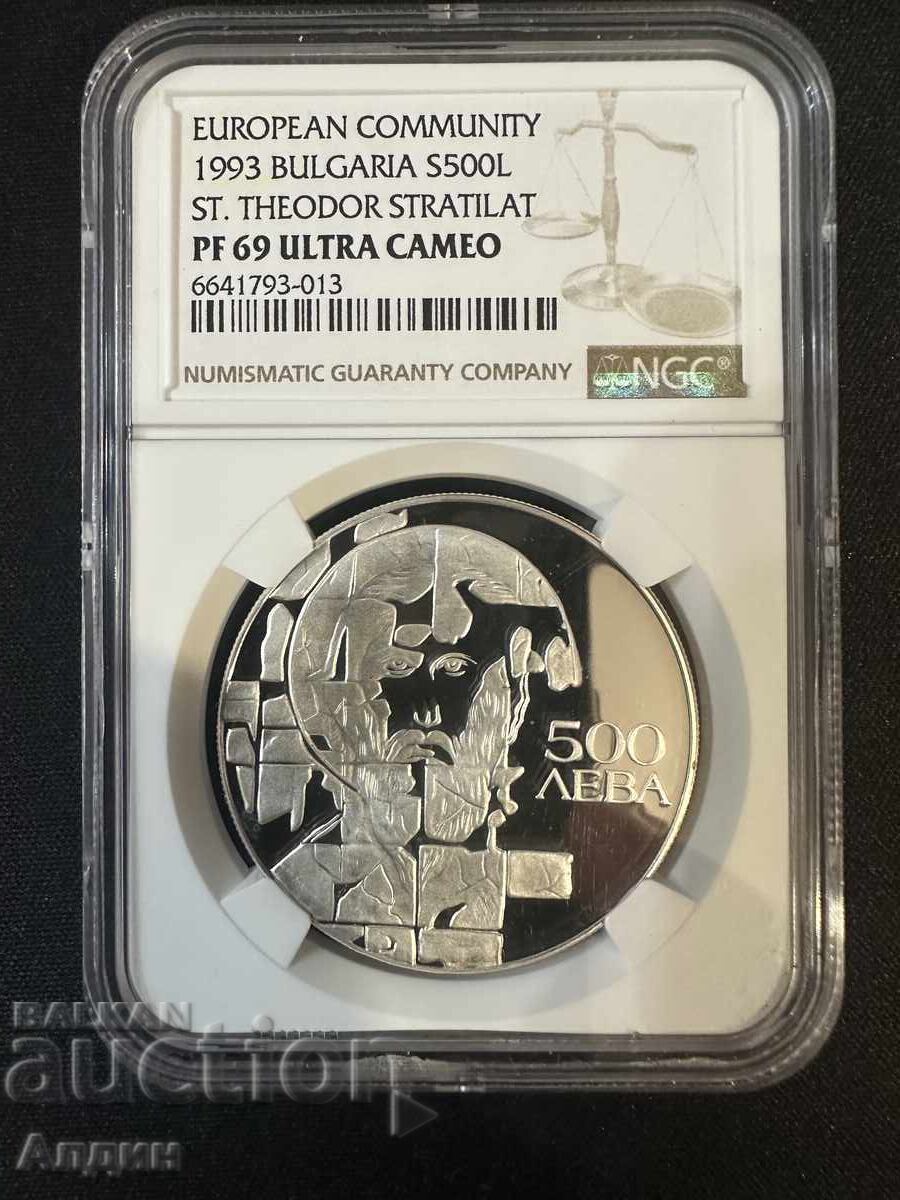 EUROPEAN COMMUNITY
1993 BULGARIA S500L
ST. THEODOR STRATILAT
PF 69 ULTRA CAMEO
6641793-013
NUMISMATIC GUARANTY COMPANY
NGC®
500
ЛЕВА
BALKAN
auction
Алдин